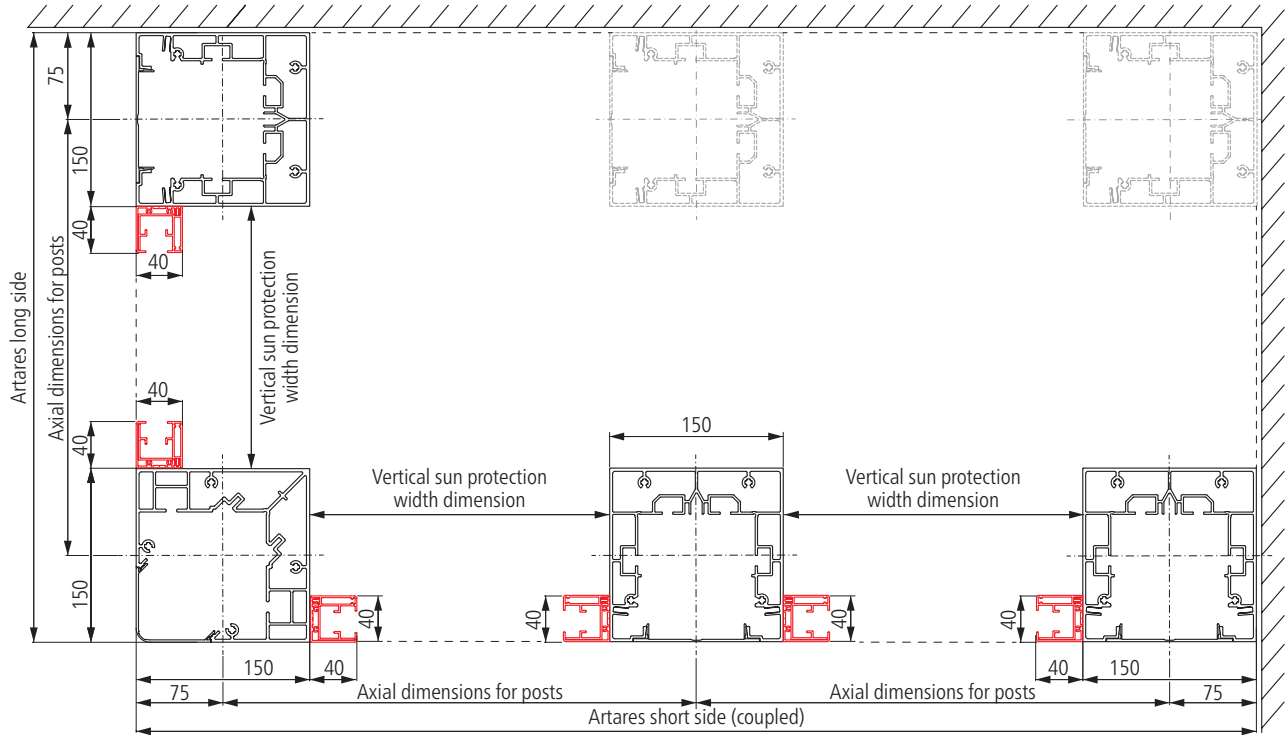 75
150
40
40
Artares long side
Axial dimensions for posts
Vertical sun protection
width dimension
40
40
150
150
Vertical sun protection
width dimension
Vertical sun protection
width dimension
40
40
40
40
150
40
40
150
75
Axial dimensions for posts
Axial dimensions for posts
75
Artares short side (coupled)